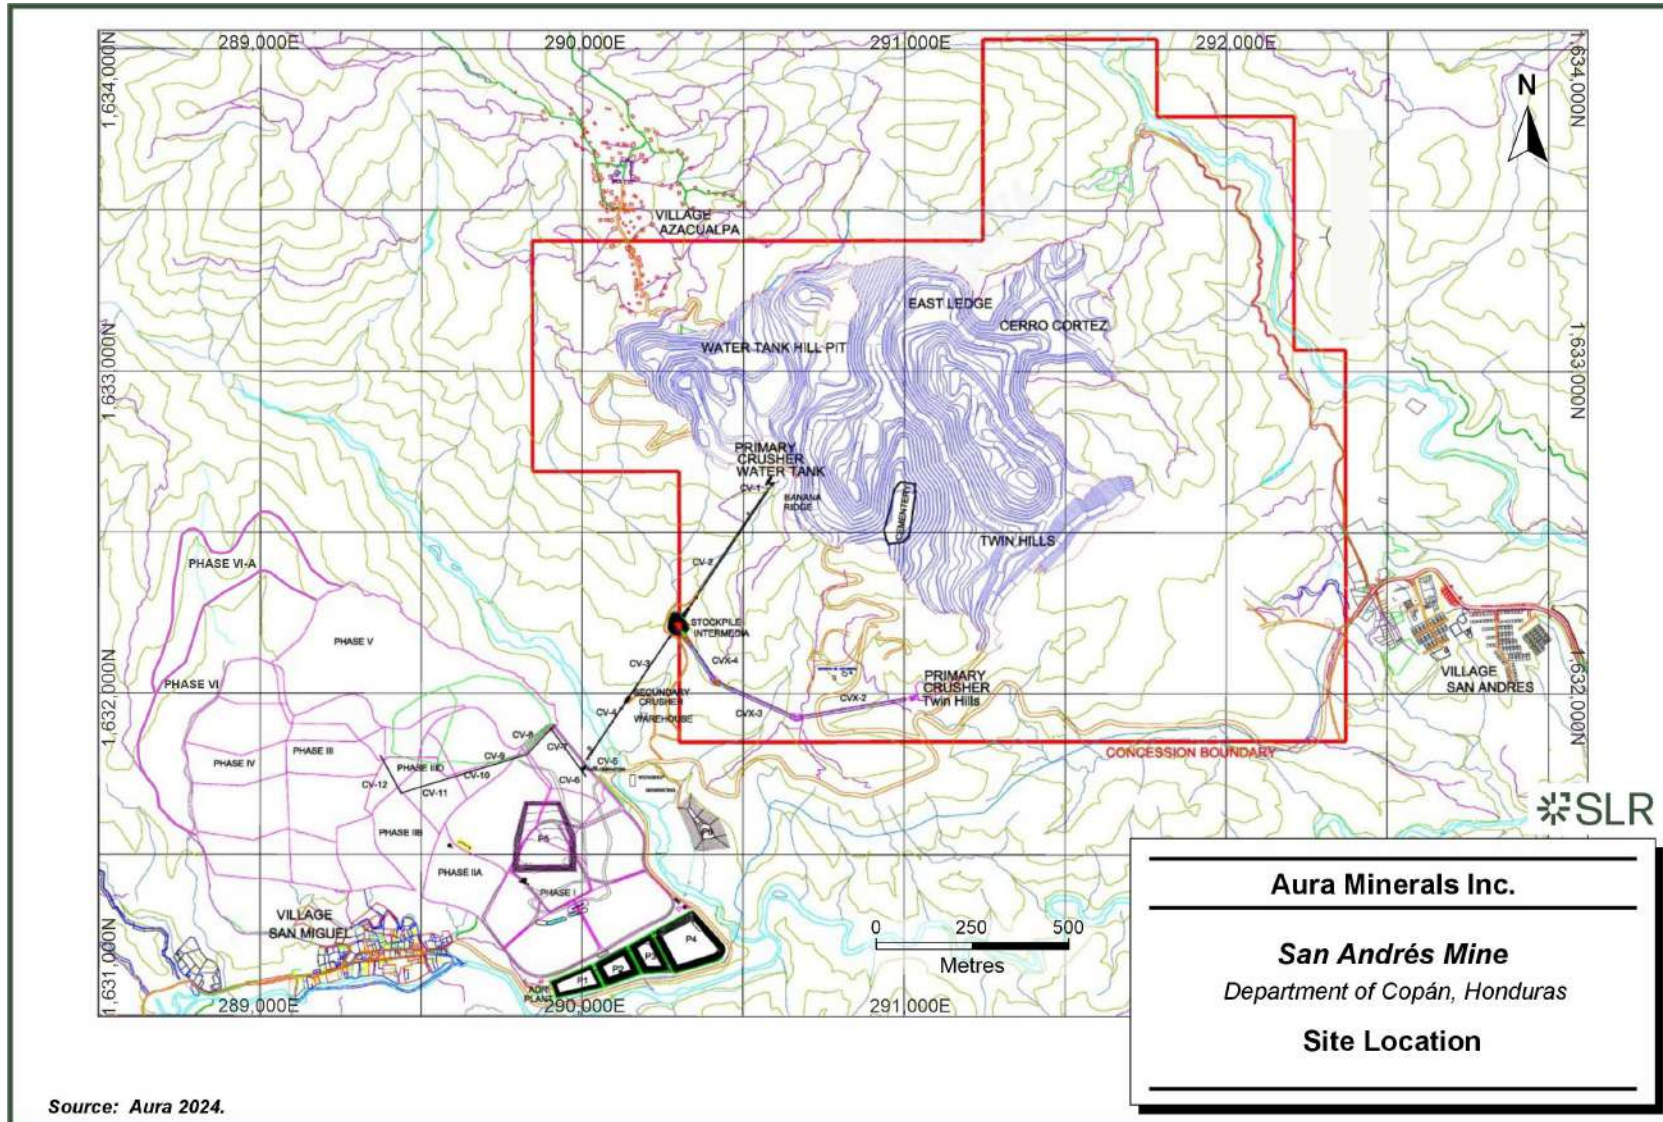 289,000E
290,000E
291,000E
292,000E
1,634,000N
1,634,000N
N
VILLAGE
AZACUALPA
EAST LEDGE
CERRO CORTEZ
WATER TANK HILL PIT
1,633,000N
1,633,000N
PRIMARY
CRUSHER
WATER TANK
CV-1
BANANA
RIDGE
CEMENTERY
TWIN HILLS
CV-2
PHASE VI-A
STOCKPILE
INTERMEDIA
PHASE V
CV-3
CVX-4
PHASE VI
SECUNDARY
CRUSHER
WAREHOUSE
CV-4
PRIMARY
CRUSHER
Twin Hills
CVX-2
CVX-3
VILLAGE
SAN ANDRES
1,632,000N
1,632,000N
CONCESSION BOUNDARY
CV-8
CV-7
PHASE III
PHASE IV
CV-9
CV-5
PHASE IIID
CV-10
CV-6
CV-12
CV-11
PHASE IIB
P5
P6
PHASE IIA
PHASE I
VILLAGE
SAN MIGUEL
P4
P3
P2
P1
ADR
PLANT
1,631,000N
0 250 500
Metres
289,000E
290,000E
291,000E
SLR
Aura Minerals Inc.
San Andrés Mine
Department of Copán, Honduras
Site Location
Source: Aura 2024.